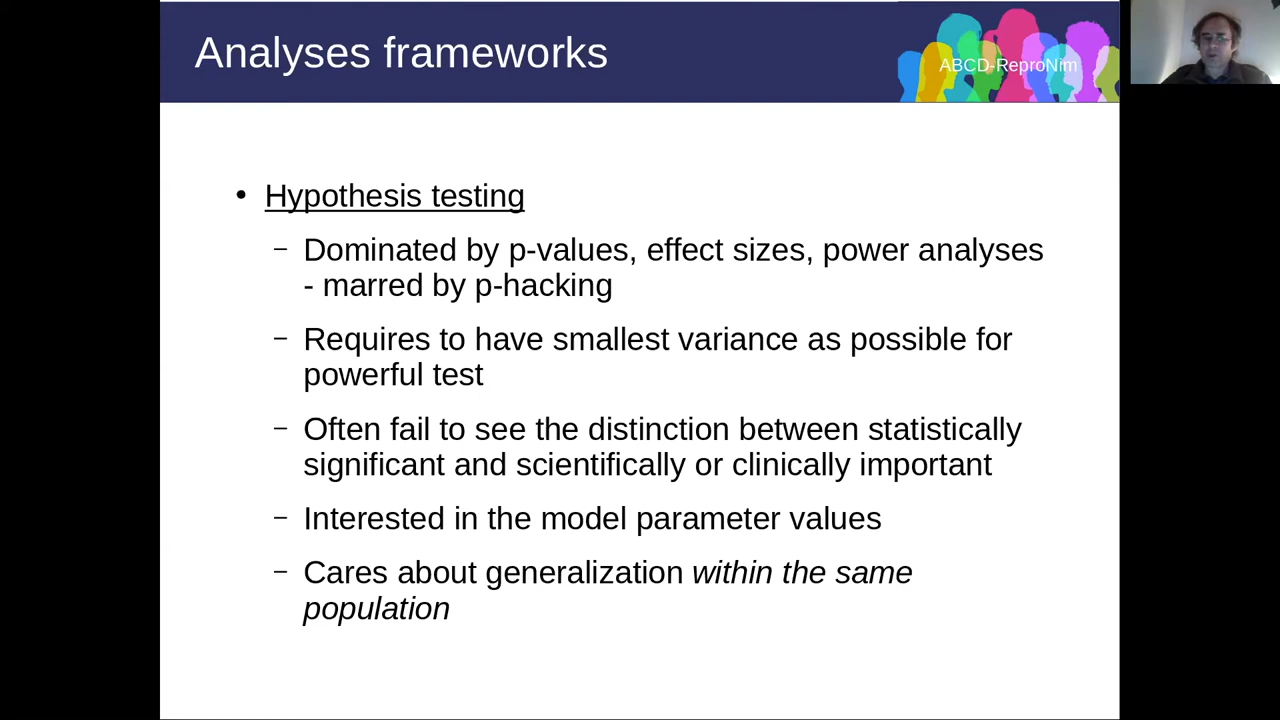 Analyses frameworks
ABCD-ReproNim
• Hypothesis testing
– Dominated by p-values, effect sizes, power analyses
- marred by p-hacking
– Requires to have smallest variance as possible for
powerful test
– Often fail to see the distinction between statistically
significant and scientifically or clinically important
– Interested in the model parameter values
– Cares about generalization within the same
population